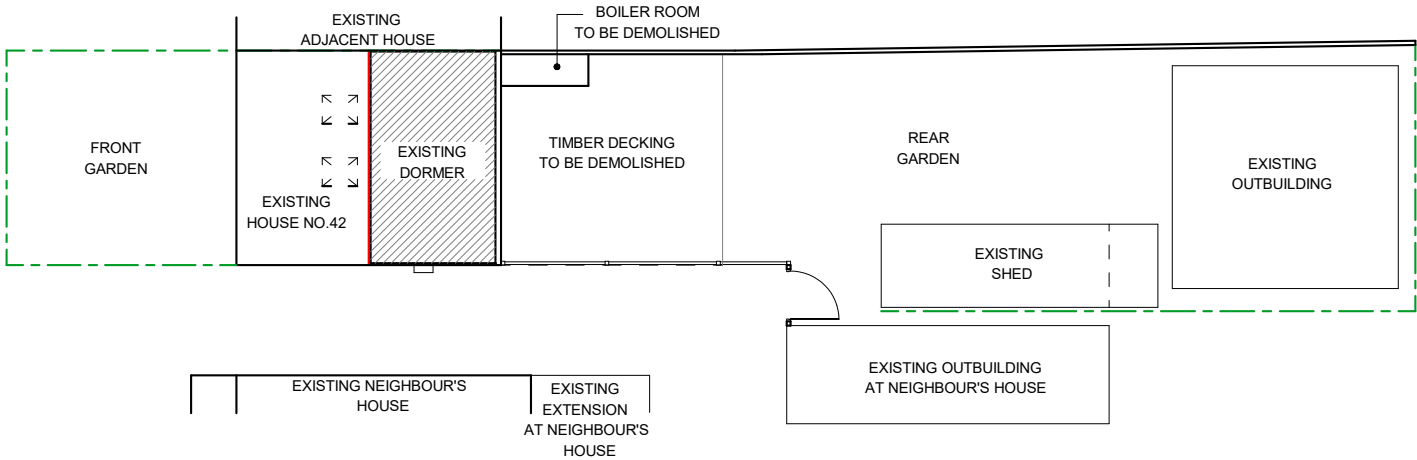 EXISTING
ADJACENT HOUSE
BOILER ROOM
TO BE DEMOLISHED
FRONT
GARDEN
EXISTING
HOUSE NO.42
EXISTING
DORMER
TIMBER DECKING
TO BE DEMOLISHED
REAR
GARDEN
EXISTING
OUTBUILDING
EXISTING
SHED
EXISTING NEIGHBOUR'S
HOUSE
EXISTING
EXTENSION
AT NEIGHBOUR'S
HOUSE
EXISTING OUTBUILDING
AT NEIGHBOUR'S HOUSE